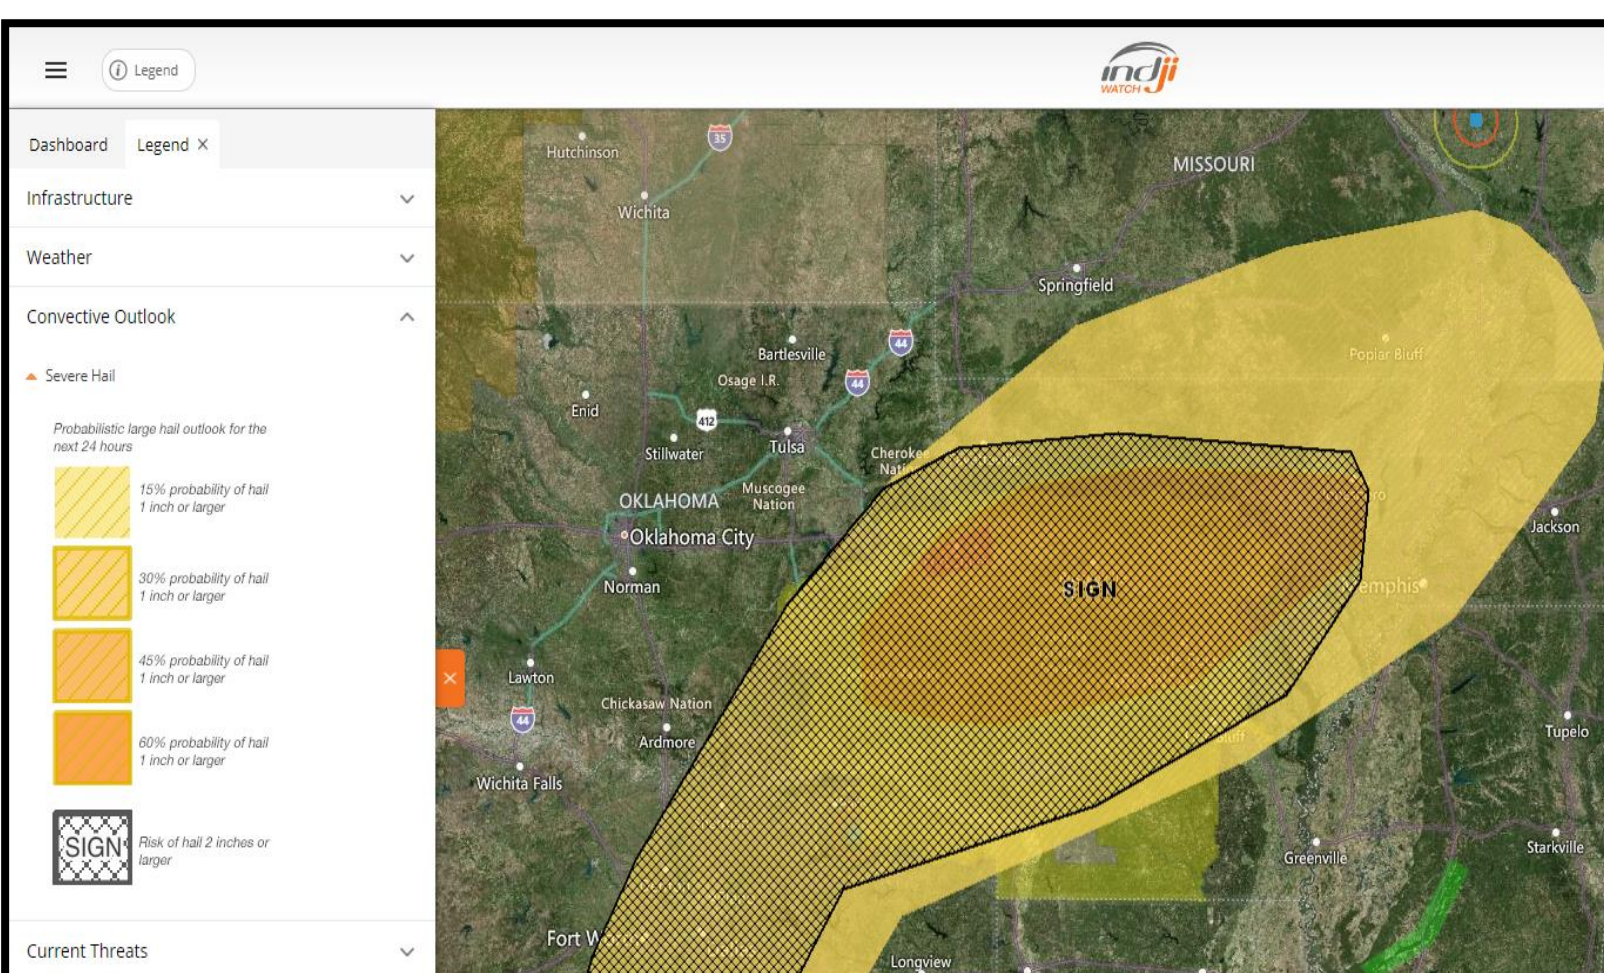 Legend
indji
WATCH
Dashboard
Legend ×
Infrastructure
Weather
Convective Outlook
Severe Hail
Probabilistic large hail outlook for the
next 24 hours
15% probability of hail
1 inch or larger
30% probability of hail
1 inch or larger
45% probability of hail
1 inch or larger
60% probability of hail
1 inch or larger
SIGN
Risk of hail 2 inches or
larger
Current Threats
Hutchinson
35
MISSOURI
Wichita
Springfield
44
Bartlesville
Poplar Bluff
Osage I.R.
44
Enid
412
Tulsa
Stillwater
Cherokee
Muscogee
Nation
OKLAHOMA
Jackson
Oklahoma City
Norman
SIGN
Memphis
Lawton
Chickasaw Nation
44
Ardmore
Tupelo
Wichita Falls
Starkville
Greenville
Fort W
Longview